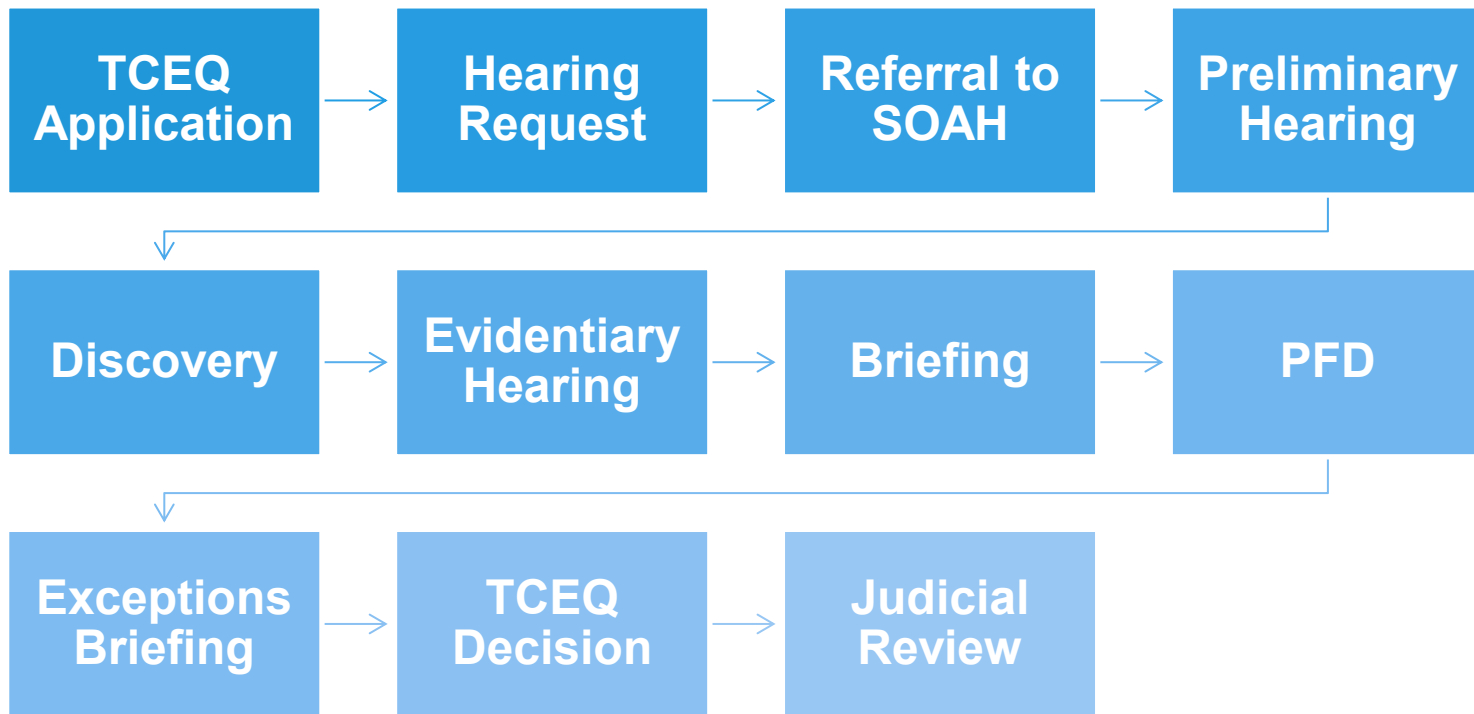 TCEQ
Application
Hearing
Request
Referral to
SOAH
Preliminary
Hearing
Discovery
Evidentiary
Hearing
Briefing
PFD
Exceptions
Briefing
TCEQ
Decision
Judicial
Review